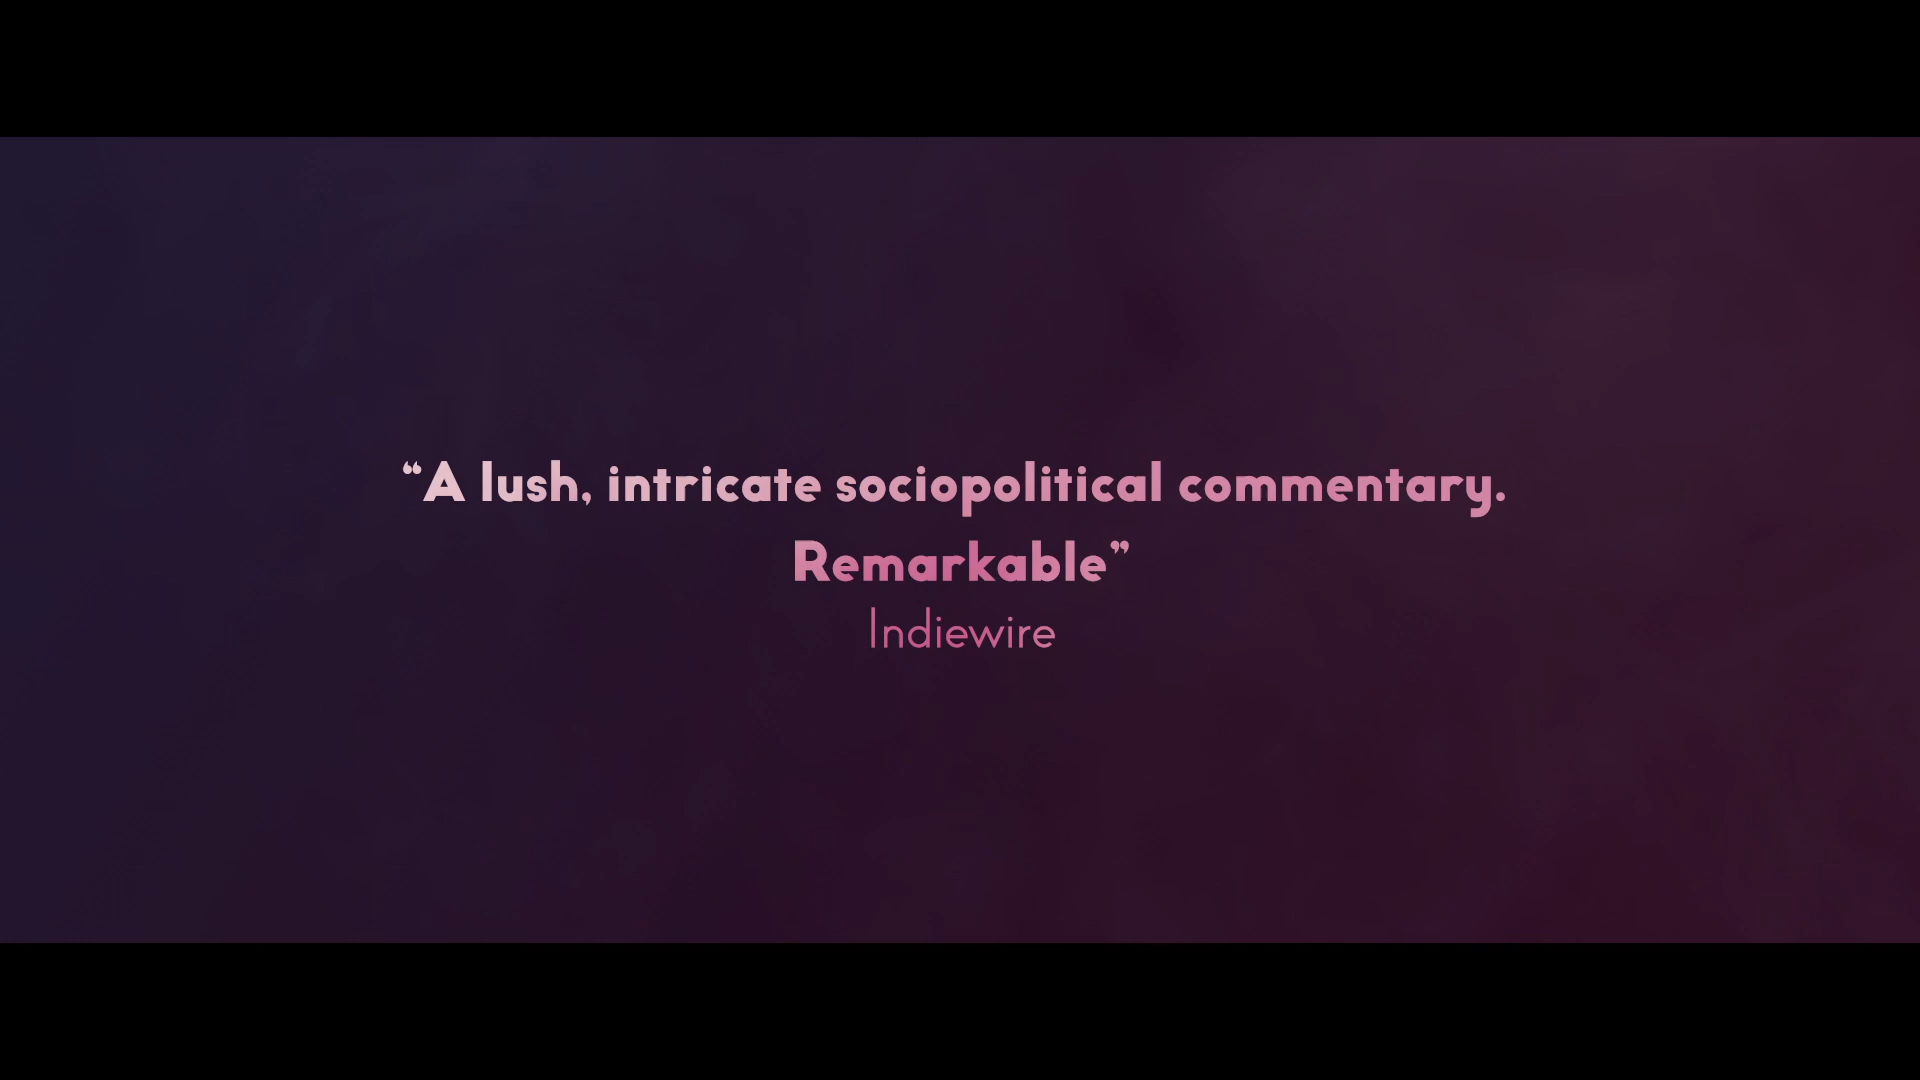 “A lush, intricate sociopolitical commentary.
Remarkable”
Indiewire